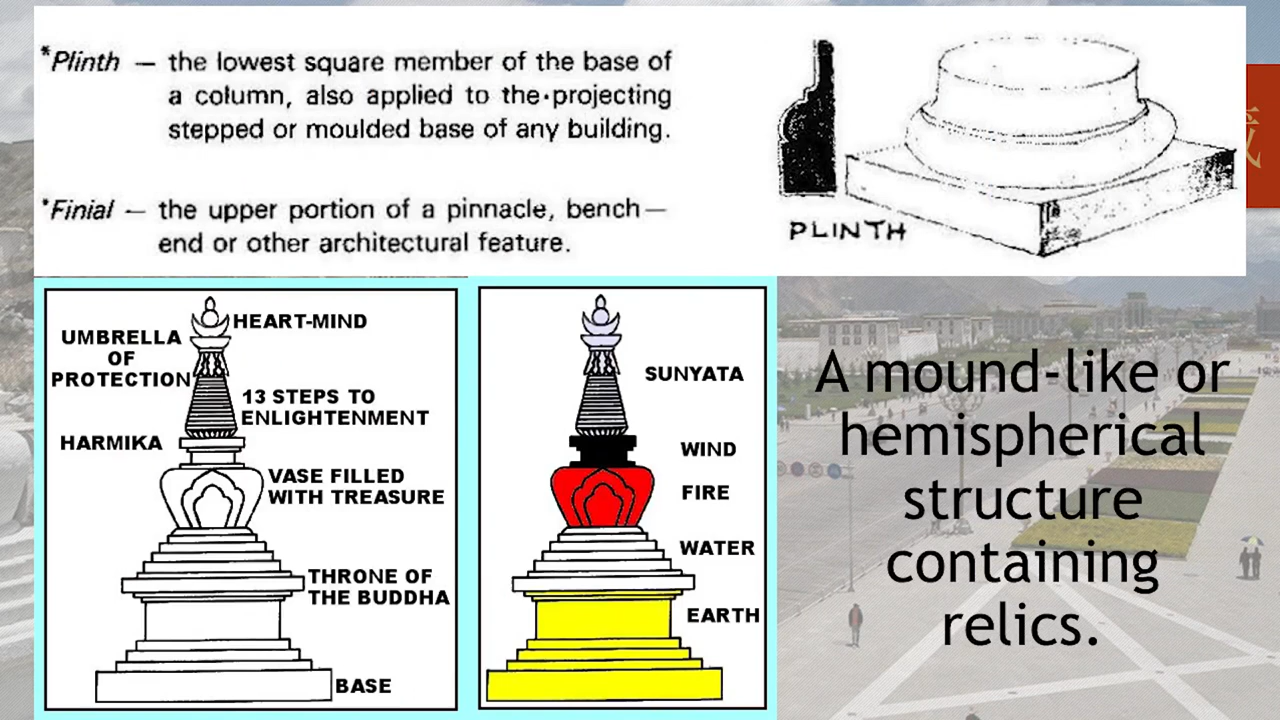 *Plinth — the lowest square member of the base of
a column, also applied to the·projecting
stepped or moulded base of any building.
*Finial — the upper portion of a pinnacle, bench—
end or other architectural feature.
PLINTH
HEART-MIND
UMBRELLA
OF
PROTECTION
13 STEPS TO
ENLIGHTENMENT
HARMIKA
VASE FILLED
WITH TREASURE
THRONE OF
THE BUDDHA
BASE
SUNYATA
WIND
FIRE
WATER
EARTH
A mound-like or
hemispherical
structure
containing
relics.